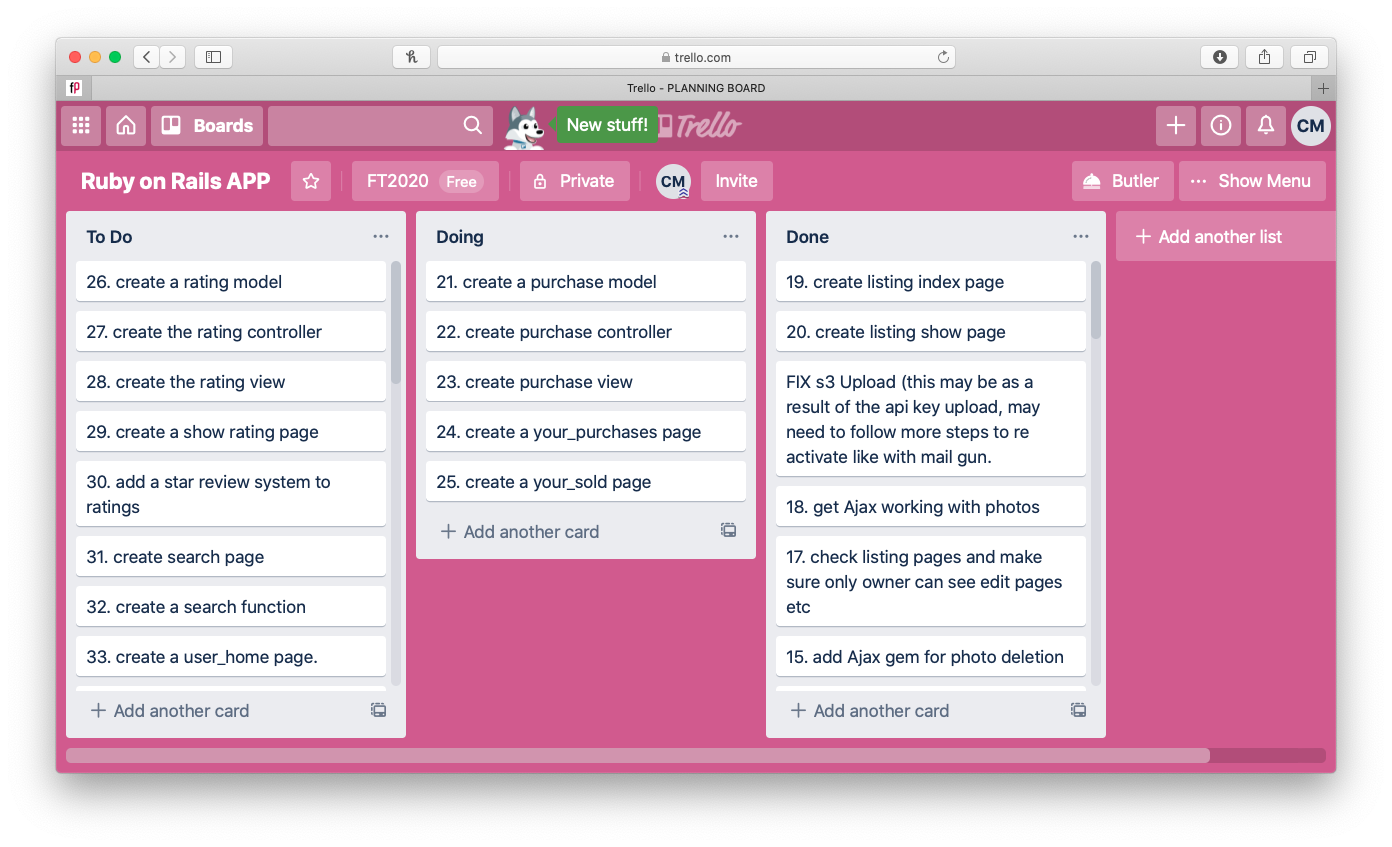 trello.com
Trello - PLANNING BOARD
Boards
New stuff!
Trello
CM
Ruby on Rails APP
FT2020 Free
Private
CM
Invite
Butler
Show Menu
To Do
26. create a rating model
27. create the rating controller
28. create the rating view
29. create a show rating page
30. add a star review system to
ratings
31. create search page
32. create a search function
33. create a user_home page.
+ Add another card
Doing
21. create a purchase model
22. create purchase controller
23. create purchase view
24. create a your_purchases page
25. create a your_sold page
+ Add another card
Done
19. create listing index page
20. create listing show page
FIX s3 Upload (this may be as a
result of the api key upload, may
need to follow more steps to re
activate like with mail gun.
18. get Ajax working with photos
17. check listing pages and make
sure only owner can see edit pages
etc
15. add Ajax gem for photo deletion
+ Add another card
+ Add another list